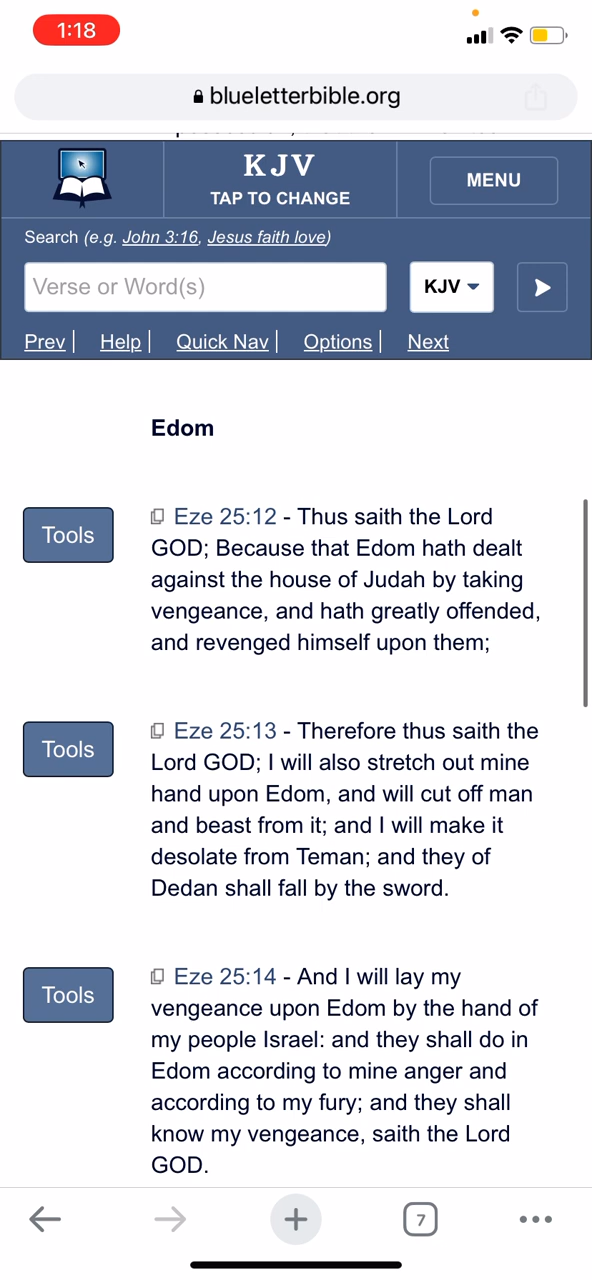 1:18
blueletterbible.org
KJV
TAP TO CHANGE
MENU
Search (e.g. John 3:16, Jesus faith love)
Verse or Word(s)
KJV
Prev | Help | Quick Nav | Options | Next
Edom
Tools
Eze 25:12 - Thus saith the Lord
GOD; Because that Edom hath dealt
against the house of Judah by taking
vengeance, and hath greatly offended,
and revenged himself upon them;
Tools
Eze 25:13 - Therefore thus saith the
Lord GOD; I will also stretch out mine
hand upon Edom, and will cut off man
and beast from it; and I will make it
desolate from Teman; and they of
Dedan shall fall by the sword.
Tools
Eze 25:14 - And I will lay my
vengeance upon Edom by the hand of
my people Israel: and they shall do in
Edom according to mine anger and
according to my fury; and they shall
know my vengeance, saith the Lord
GOD.
7